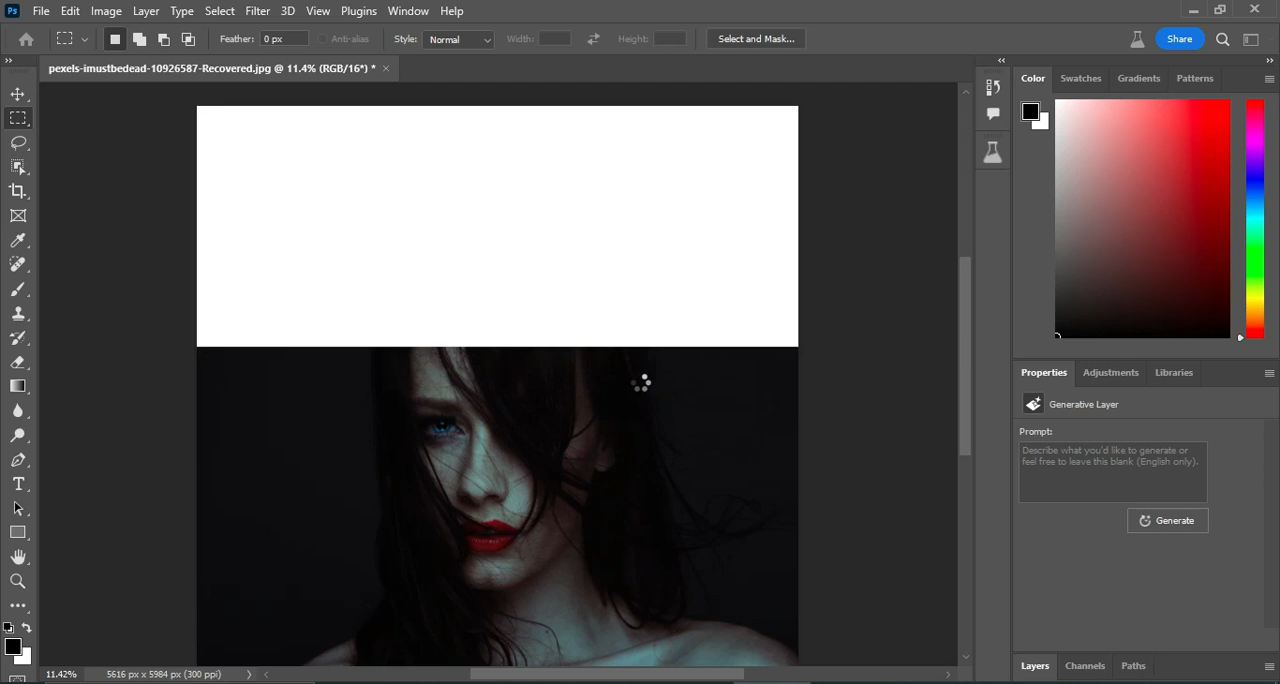 Ps File Edit Image Layer Type Select Filter 3D View Plugins Window Help
Feather: 0 px Anti-alias Style: Normal Width: Height: Select and Mask... Share
pexels-imustbedead-10926587-Recovered.jpg @ 11.4% (RGB/16*) * ×
Color Swatches Gradients Patterns
Properties Adjustments Libraries
Generative Layer
Prompt:
Describe what you'd like to generate or
feel free to leave this blank (English only).
Generate
Layers Channels Paths
11.42% 5616 px x 5984 px (300 ppi)